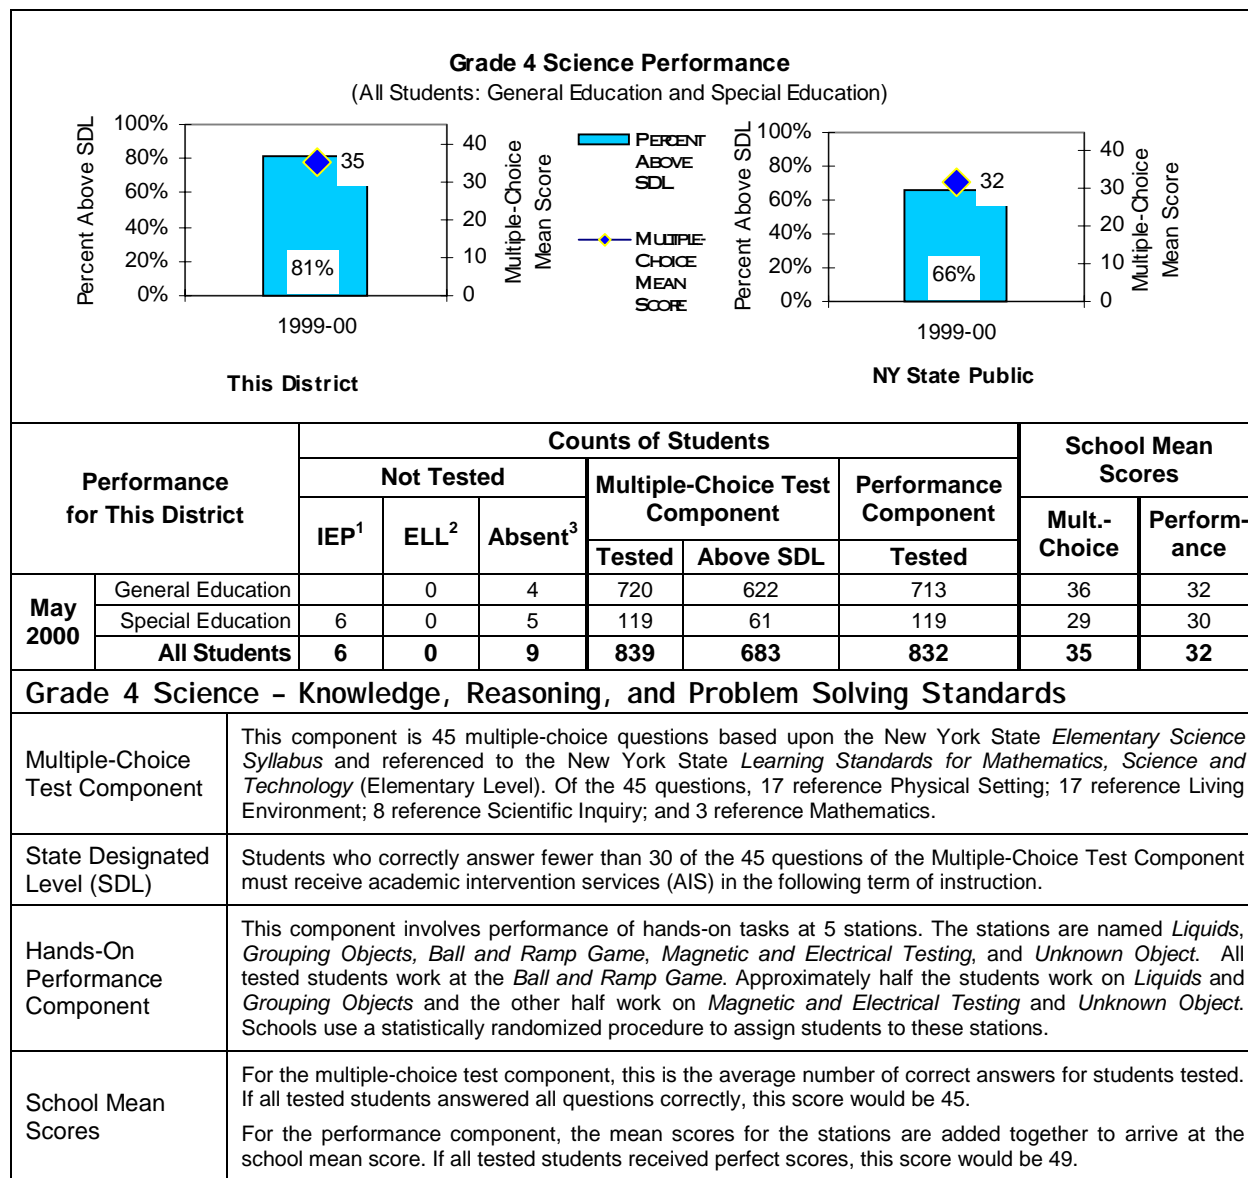 Grade 4 Science Performance
(All Students: General Education and Special Education)
Percent Above SDL
100%
80%
60%
40%
20%
0%
35
81%
1999-00
40
30
20
10
0
Multiple-Choice
Mean Score
This District
PERCENT
ABOVE
SDL
MULTIPLE-
CHOICE
MEAN
SCORE
Percent Above SDL
100%
80%
60%
40%
20%
0%
32
66%
1999-00
40
30
20
10
0
Multiple-Choice
Mean Score
NY State Public
Performance
for This District
Counts of Students
School Mean
Scores
Not Tested
Multiple-Choice Test
Component
Performance
Component
IEP1 ELL2 Absent3
Mult.-
Choice
Perform-
ance
Tested Above SDL Tested
May
2000
General Education 0 4 720 622 713 36 32
Special Education 6 0 5 119 61 119 29 30
All Students 6 0 9 839 683 832 35 32
Grade 4 Science – Knowledge, Reasoning, and Problem Solving Standards
Multiple-Choice
Test Component
This component is 45 multiple-choice questions based upon the New York State Elementary Science
Syllabus and referenced to the New York State Learning Standards for Mathematics, Science and
Technology (Elementary Level). Of the 45 questions, 17 reference Physical Setting; 17 reference Living
Environment; 8 reference Scientific Inquiry; and 3 reference Mathematics.
State Designated
Level (SDL)
Students who correctly answer fewer than 30 of the 45 questions of the Multiple-Choice Test Component
must receive academic intervention services (AIS) in the following term of instruction.
Hands-On
Performance
Component
This component involves performance of hands-on tasks at 5 stations. The stations are named Liquids,
Grouping Objects, Ball and Ramp Game, Magnetic and Electrical Testing, and Unknown Object. All
tested students work at the Ball and Ramp Game. Approximately half the students work on Liquids and
Grouping Objects and the other half work on Magnetic and Electrical Testing and Unknown Object.
Schools use a statistically randomized procedure to assign students to these stations.
School Mean
Scores
For the multiple-choice test component, this is the average number of correct answers for students tested.
If all tested students answered all questions correctly, this score would be 45.
For the performance component, the mean scores for the stations are added together to arrive at the
school mean score. If all tested students received perfect scores, this score would be 49.